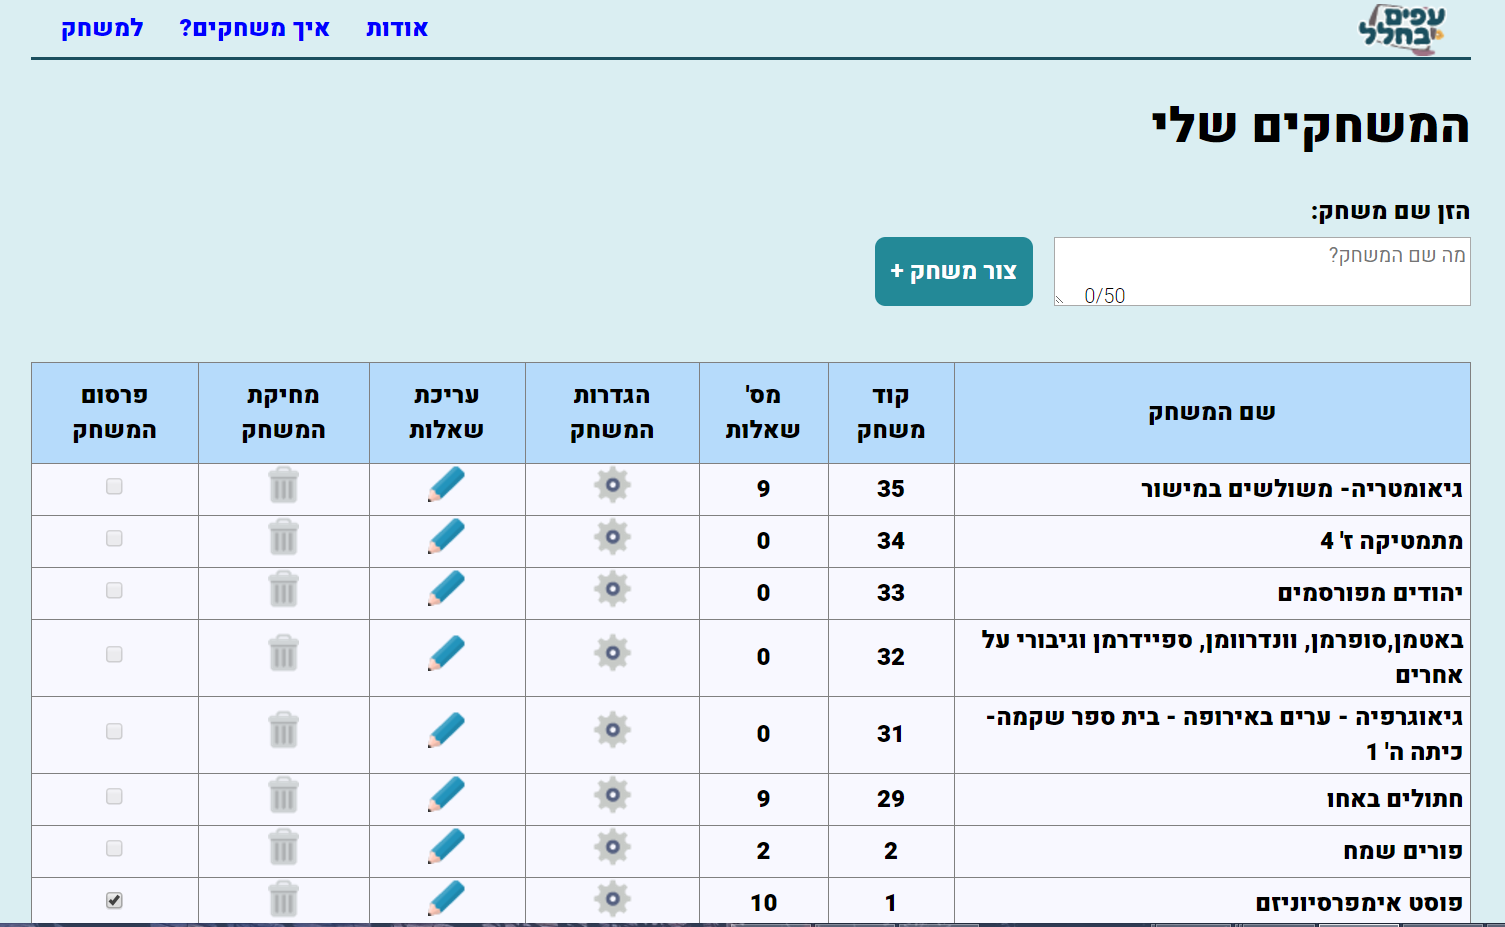 עפים
בחלל
אודות
איך משחקים?
למשחק
המשחקים שלי
הזן שם משחק:
מה שם המשחק?
0/50
צור משחק +
שם המשחק
קוד
משחק
מס'
שאלות
הגדרות
המשחק
עריכת
שאלות
מחיקת
המשחק
פרסום
המשחק
גיאומטריה- משולשים במישור 35 9
מתמטיקה ז' 4 34 0
יהודים מפורסמים 33 0
באטמן,סופרמן, וונדרוומן, ספיידרמן וגיבורי על
אחרים
32 0
גיאוגרפיה - ערים באירופה - בית ספר שקמה-
כיתה ה' 1
31 0
חתולים באחו 29 9
פורים שמח 2 2
פוסט אימפרסיוניזם 1 10